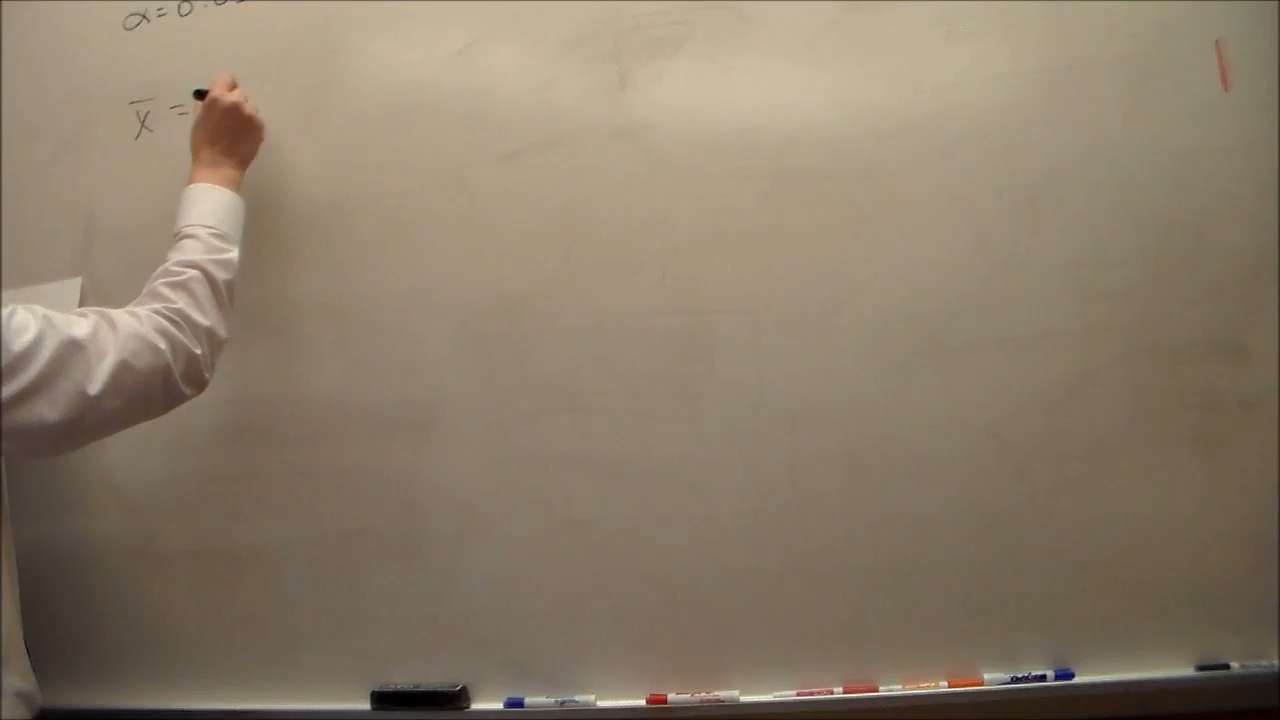 α = 0.0
x̄ =